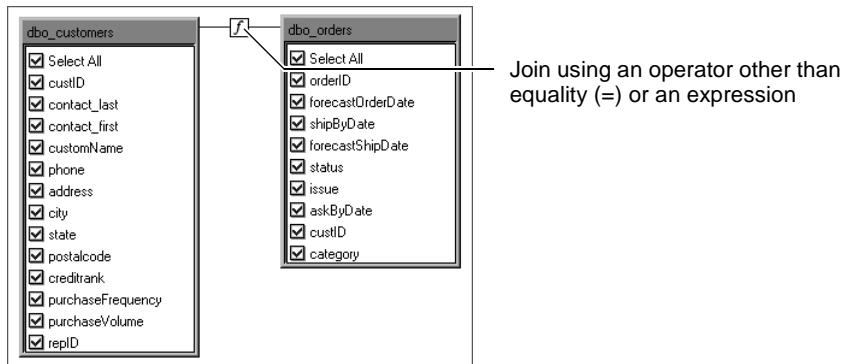 dbo_customers
Select All
custID
contact_last
contact_first
customName
phone
address
city
state
postalcode
creditrank
purchaseFrequency
purchaseVolume
repID
f
dbo_orders
Select All
orderID
forecastOrderDate
shipByDate
forecastShipDate
status
issue
askByDate
custID
category
Join using an operator other than
equality (=) or an expression